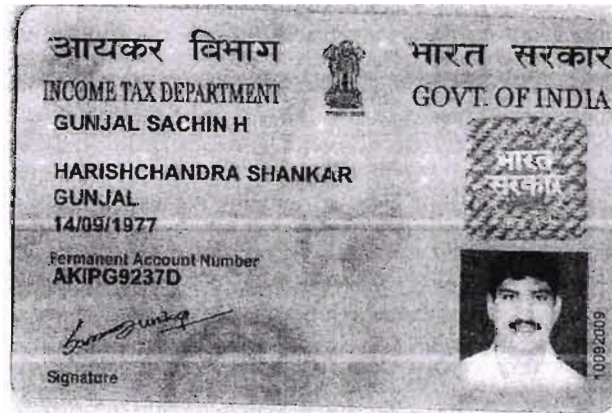 आयकर विभाग
भारत सरकार
INCOME TAX DEPARTMENT
GOVT. OF INDIA
GUNJAL SACHIN H
HARISHCHANDRA SHANKAR
GUNJAL
14/09/1977
Permanent Account Number
AKIPG9237D
Signature
भारत
सरकार
10092009